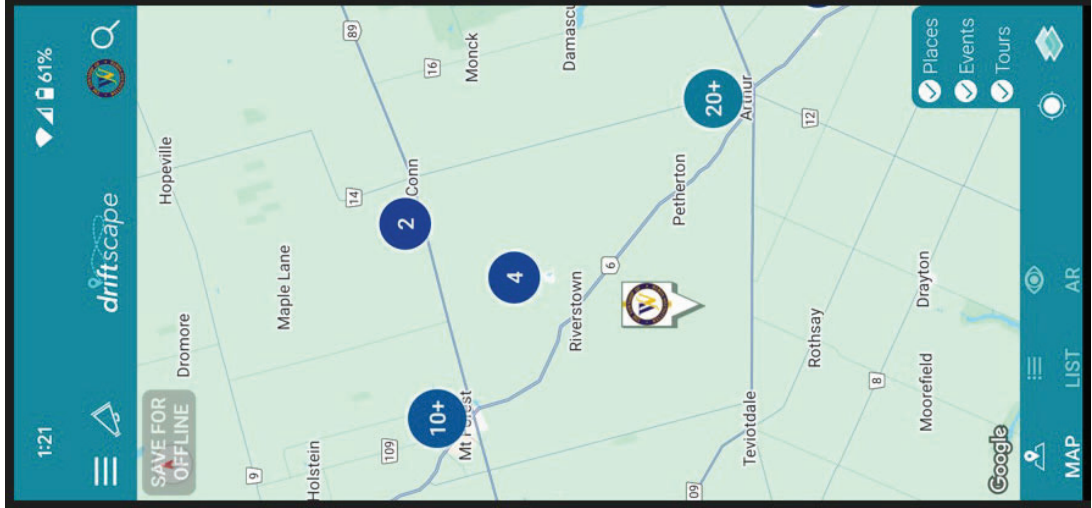 1:21 61%
driftscape
W
SAVE FOR
OFFLINE
Hopeville
Dromore
9
Maple Lane
Holstein
89
14
109
2
Conn
16
10+
Mt Forest
Monck
4
Damascu
Riverstown
6
W
Petherton
09
20+
Teviotdale
Arthur
12
Rothsay
8
Moorefield
Drayton
Places
Events
Tours
Google
MAP LIST AR